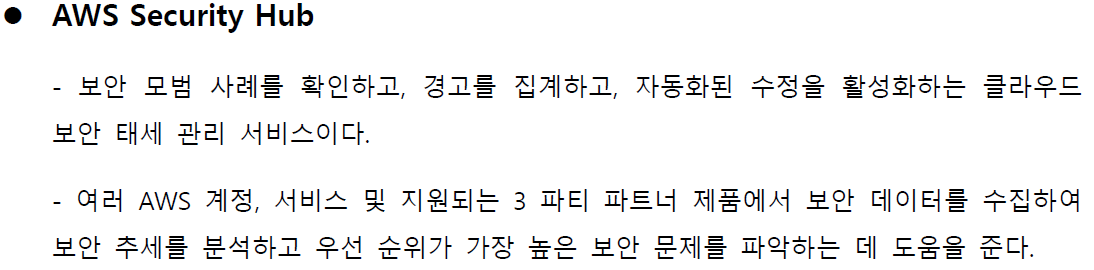 ● AWS Security Hub
- 보안 모범 사례를 확인하고, 경고를 집계하고, 자동화된 수정을 활성화하는 클라우드
보안 태세 관리 서비스이다.
- 여러 AWS 계정, 서비스 및 지원되는 3 파티 파트너 제품에서 보안 데이터를 수집하여
보안 추세를 분석하고 우선 순위가 가장 높은 보안 문제를 파악하는 데 도움을 준다.